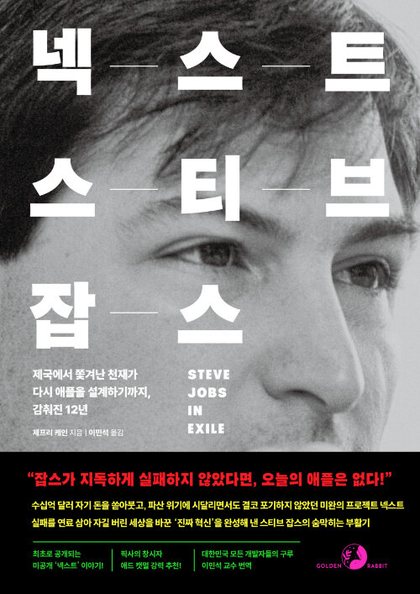 넥스트
스티브
잡스
제국에서 쫓겨난 천재가
다시 애플을 설계하기까지,
감춰진 12년
제프리 케인 지음 | 이민석 옮김
STEVE
JOBS
IN
EXILE
“잡스가 지독하게 실패하지 않았다면, 오늘의 애플은 없다!”
수십억 달러 자기 돈을 쏟아붓고, 파산 위기에 시달리면서도 결코 포기하지 않았던 미완의 프로젝트 넥스트
실패를 연료 삼아 자길 버린 세상을 바꾼 ‘진짜 혁신’을 완성해 낸 스티브 잡스의 숨막히는 부활기
최초로 공개되는
미공개 ‘넥스트’ 이야기!
픽사의 창시자
애드 캣멀 강력 추천!
대한민국 모든 개발자들의 구루
이민석 교수 번역
GOLDEN RABBIT